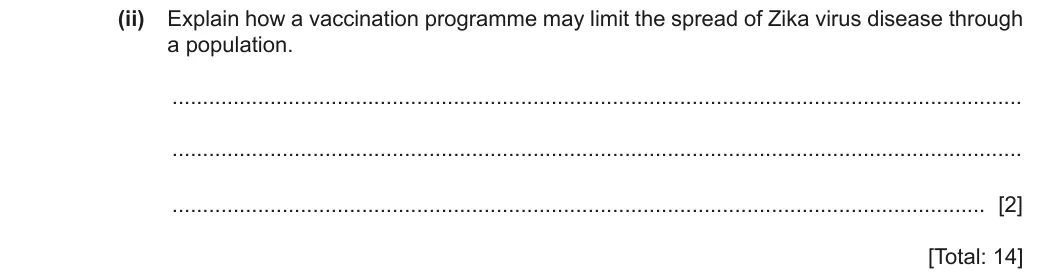 (ii) Explain how a vaccination programme may limit the spread of Zika virus disease through
a population.
..........................................................................................................................................
..........................................................................................................................................
.................................................................................................................................... [2]
[Total: 14]